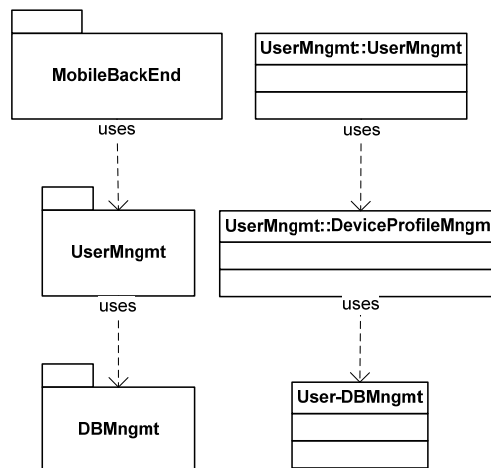 MobileBackEnd
UserMngmt::UserMngmt
uses
uses
UserMngmt
UserMngmt::DeviceProfileMngm
uses
uses
DBMngmt
User-DBMngmt